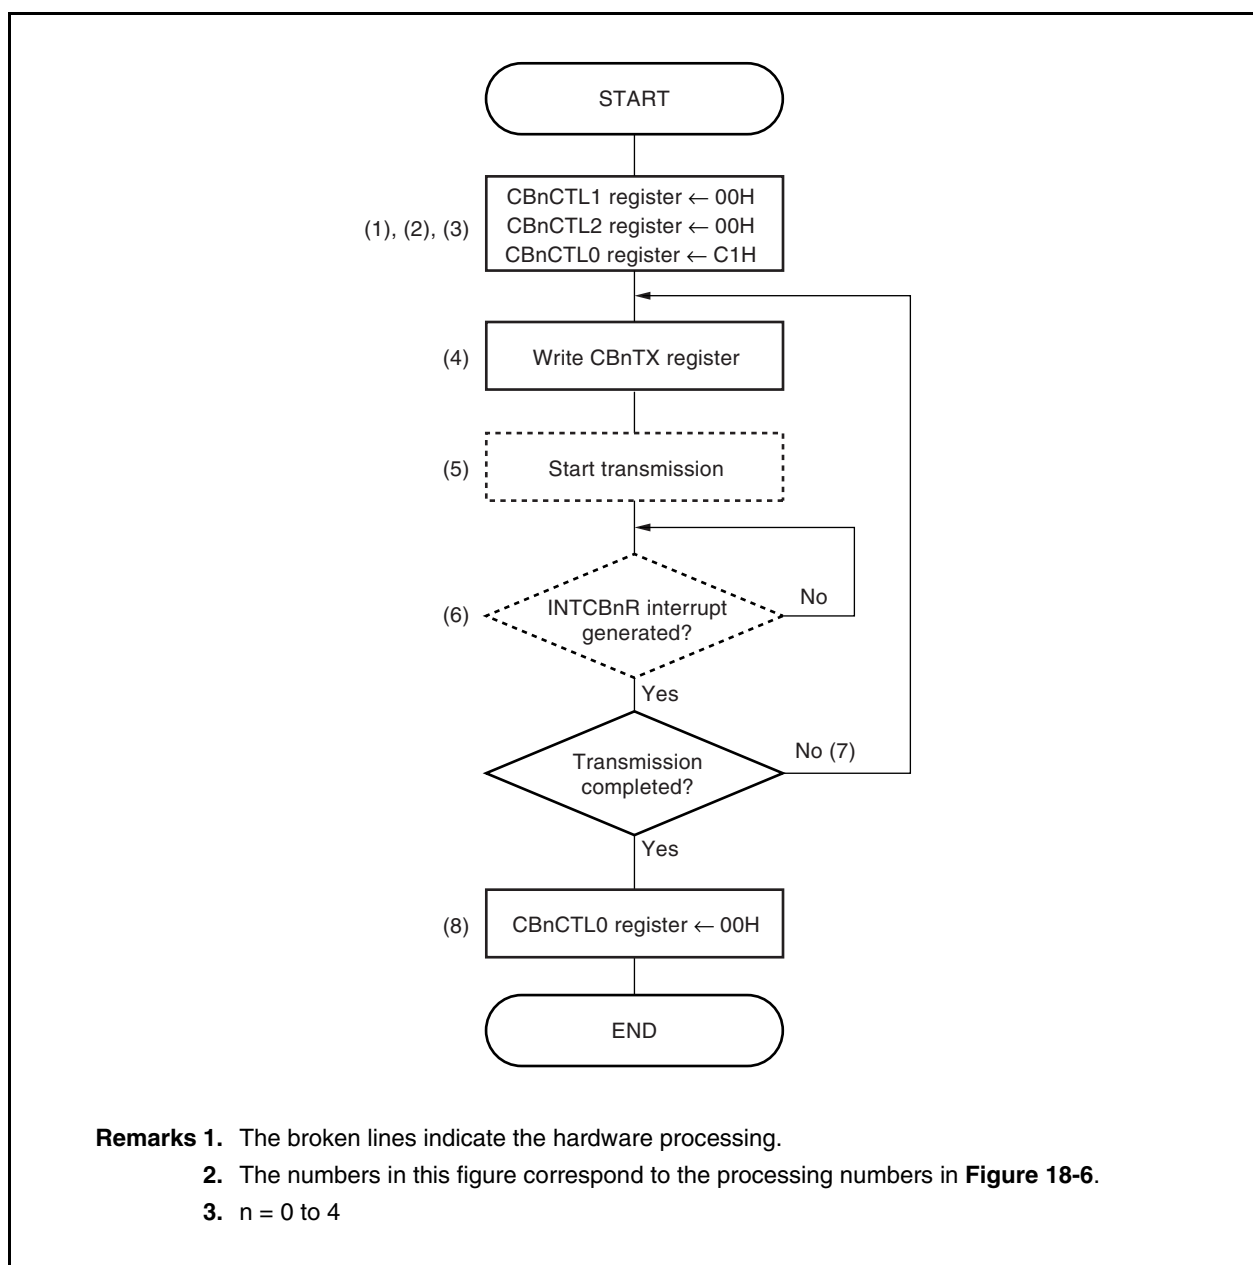 START
CBnCTL1 register ← 00H
CBnCTL2 register ← 00H
(1), (2), (3)
CBnCTL0 register ← C1H
(4)
Write CBnTX register
(5)
Start transmission
(6)
INTCBnR interrupt
generated?
No
Yes
Transmission
completed?
No (7)
Yes
(8)
CBnCTL0 register ← 00H
END
Remarks 1. The broken lines indicate the hardware processing.
2. The numbers in this figure correspond to the processing numbers in Figure 18-6.
3. n = 0 to 4